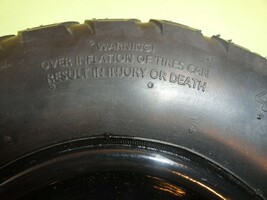 WARNING!
OVER INFLATION OF TIRES CAN
RESULT IN INJURY OR DEATH